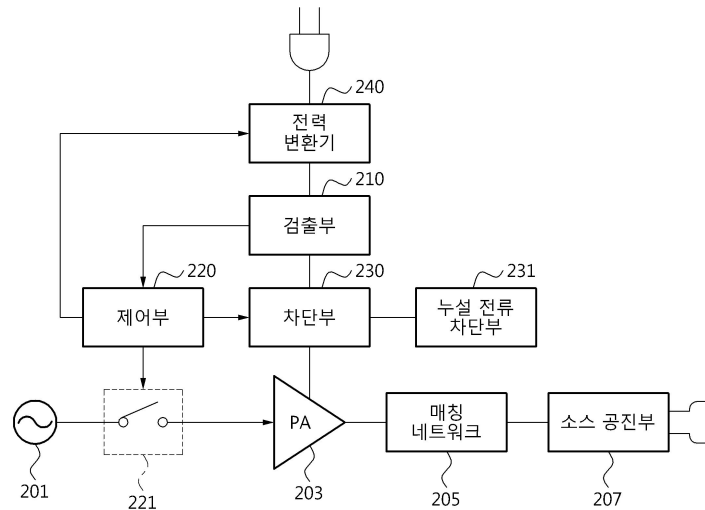 240
전력
변환기
210
검출부
220
230
231
제어부
차단부
누설 전류
차단부
PA
매칭
네트워크
소스 공진부
201
221
203
205
207